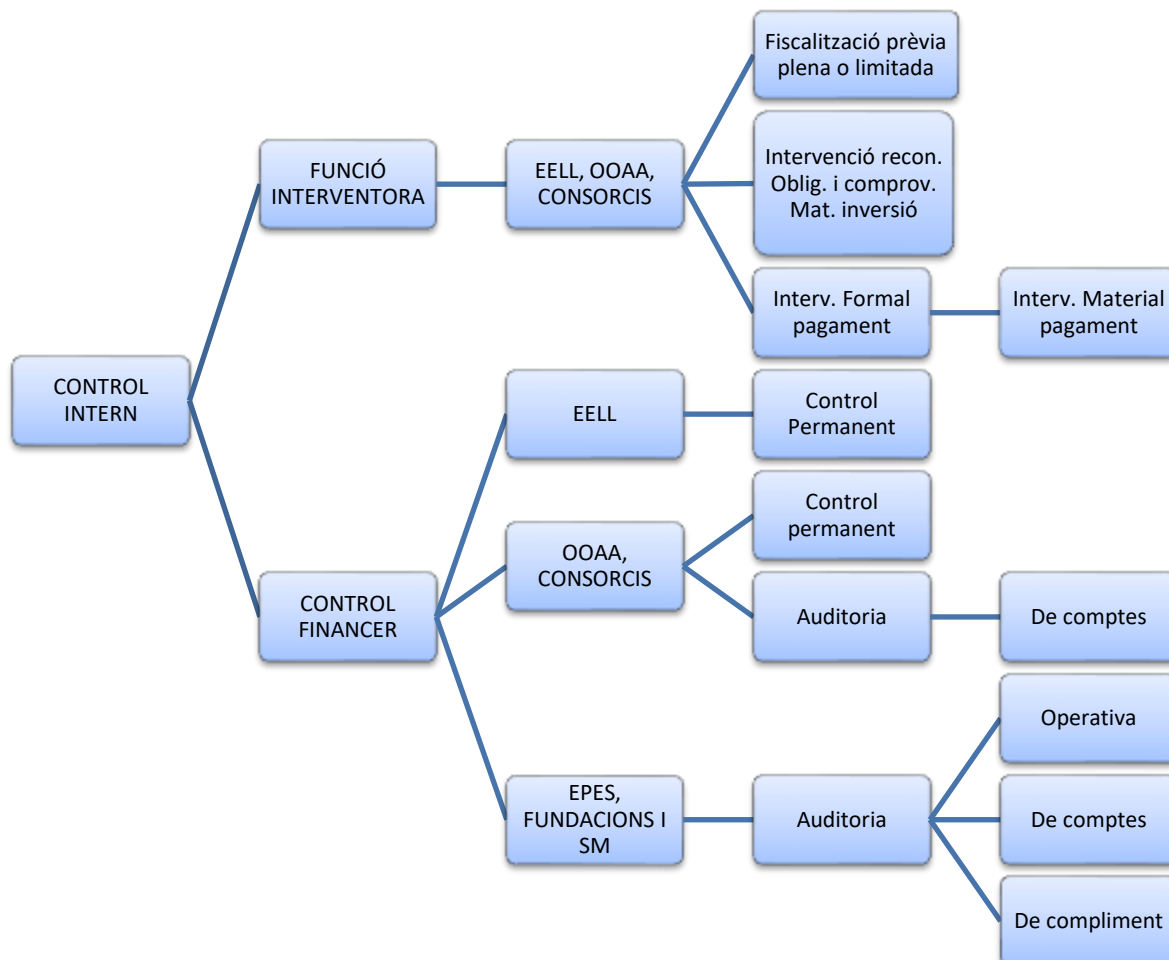 CONTROL
INTERN
FUNCIÓ
INTERVENTORA
EELL, OOAA,
CONSORCIS
Fiscalització prèvia
plena o limitada
Intervenció recon.
Oblig. i comprov.
Mat. inversió
Interv. Formal
pagament
Interv. Material
pagament
CONTROL
FINANCER
EELL
Control
Permanent
OOAA,
CONSORCIS
Control
permanent
Auditoria
De comptes
EPES,
FUNDACIONS I
SM
Auditoria
Operativa
De comptes
De compliment